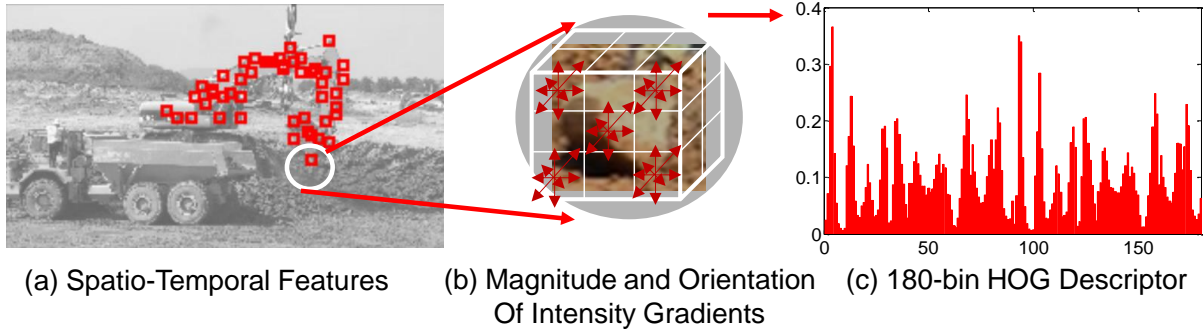 0.4
0.3
0.2
0.1
0
0
50
100
150
(a) Spatio-Temporal Features
(b) Magnitude and Orientation
Of Intensity Gradients
(c) 180-bin HOG Descriptor